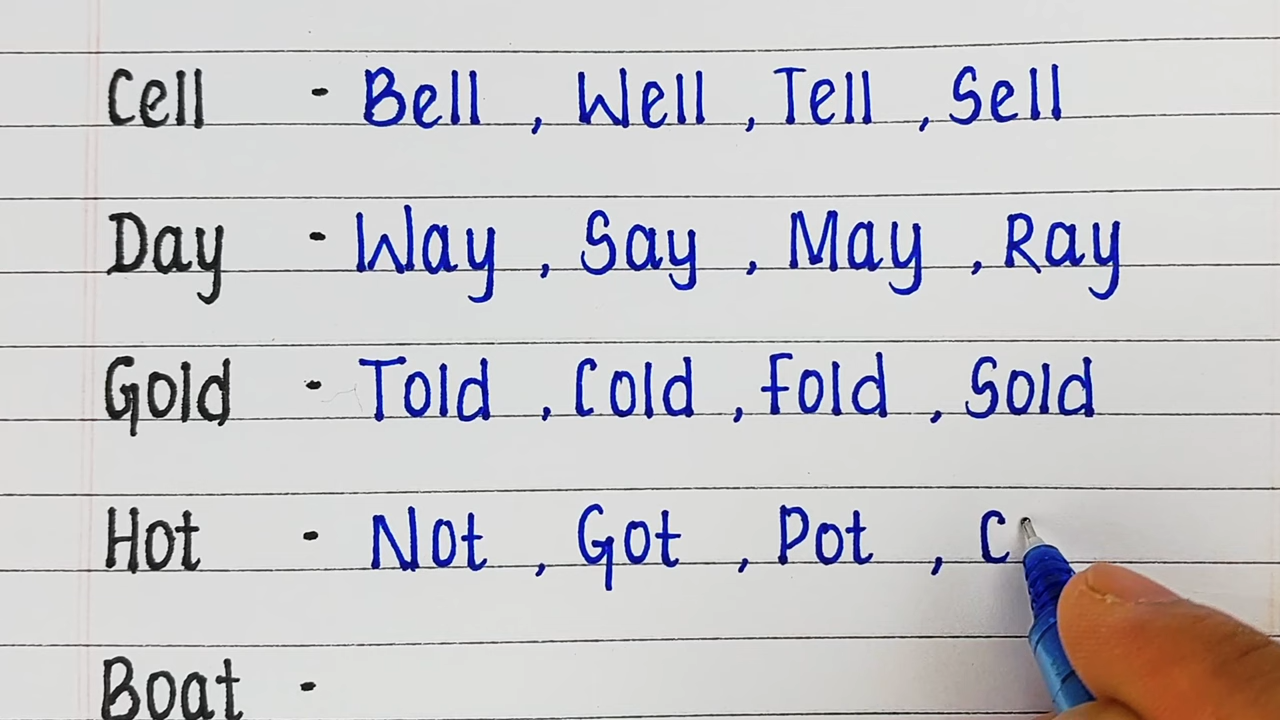 Cell - Bell , Well , Tell , Sell
Day - Way , Say , May , Ray
Gold - Told , Cold , Fold , Sold
Hot - Not , Got , Pot , C
Boat -